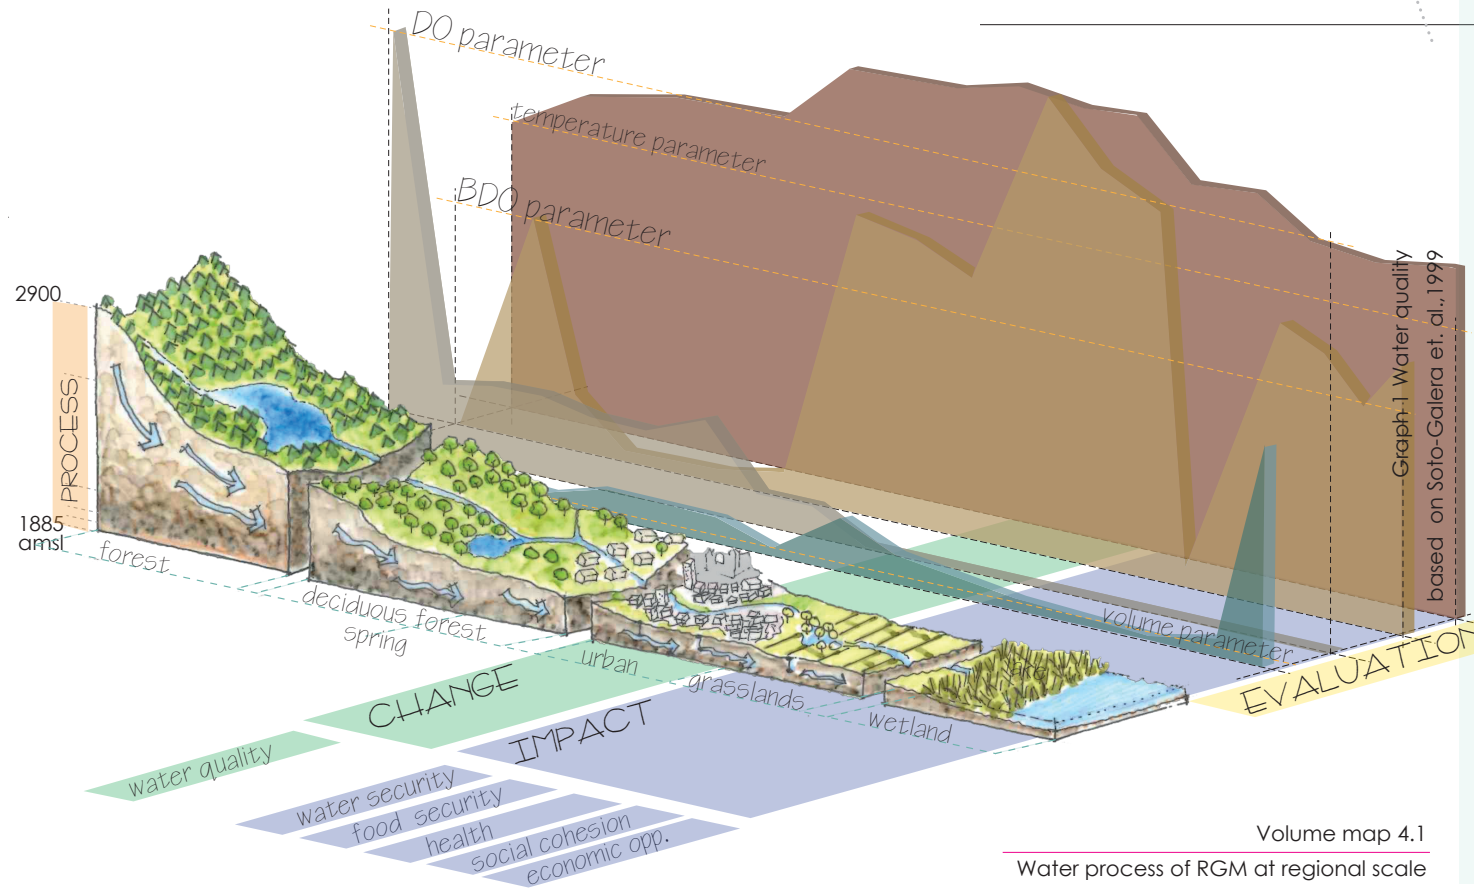 DO parameter
temperature parameter
BDO parameter
2900
PROCESS
1885
amsl
forest
deciduous forest
spring
urban
grasslands
wetland
lake
volume parameter
Graph 1 Water quality
based on Soto-Galera et. al.,1999
EVALUATION
CHANGE
IMPACT
water quality
water security
food security
health
social cohesion
economic opp.
Volume map 4.1
Water process of RGM at regional scale